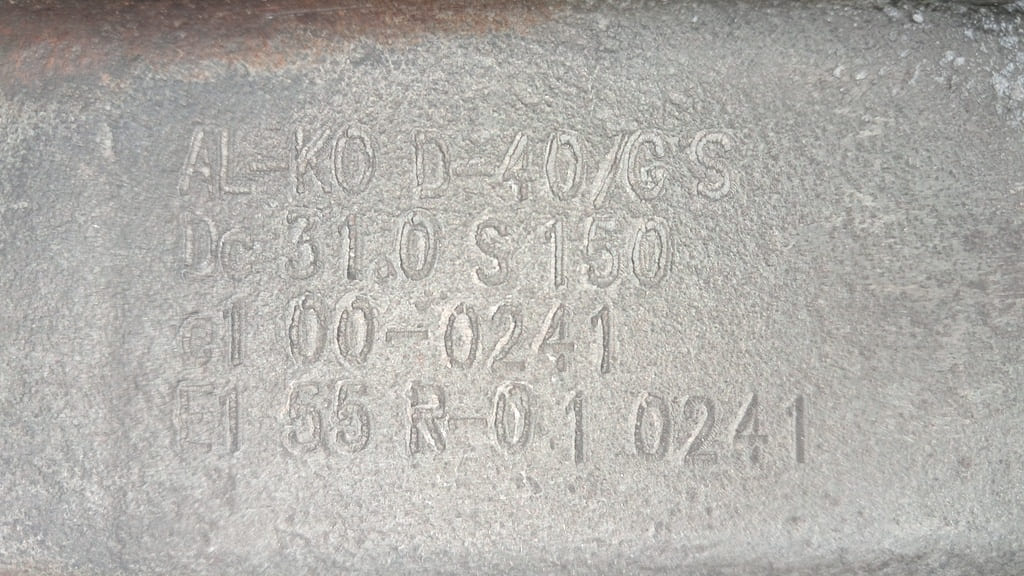 AL-KO D-40/GS
Dc 31.0 S 150
e1 00-0241
E1 55 R-01 0241